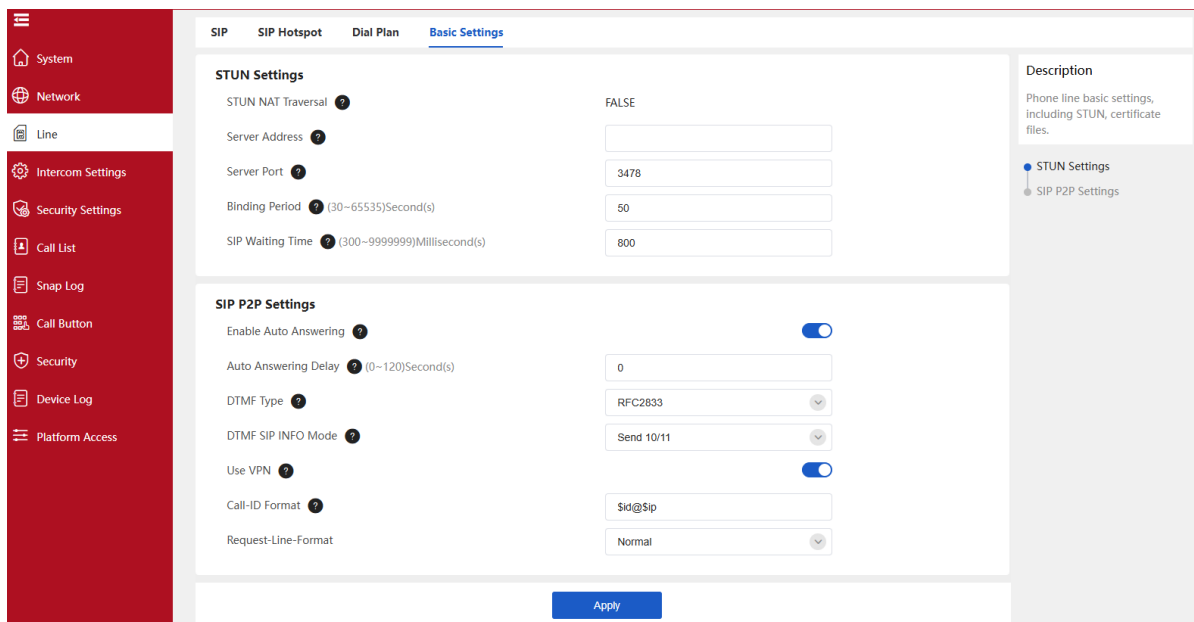 SIP SIP Hotspot Dial Plan Basic Settings
System
Network
Line
Intercom Settings
Security Settings
Call List
Snap Log
Call Button
Security
Device Log
Platform Access
STUN Settings
STUN NAT Traversal ? FALSE
Server Address ?
Server Port ? 3478
Binding Period ? (30~65535)Second(s) 50
SIP Waiting Time ? (300~9999999)Millisecond(s) 800
SIP P2P Settings
Enable Auto Answering ?
Auto Answering Delay ? (0~120)Second(s) 0
DTMF Type ? RFC2833
DTMF SIP INFO Mode ? Send 10/11
Use VPN ?
Call-ID Format ? $id@$ip
Request-Line-Format Normal
Apply
Description
Phone line basic settings,
including STUN, certificate
files.
STUN Settings
SIP P2P Settings